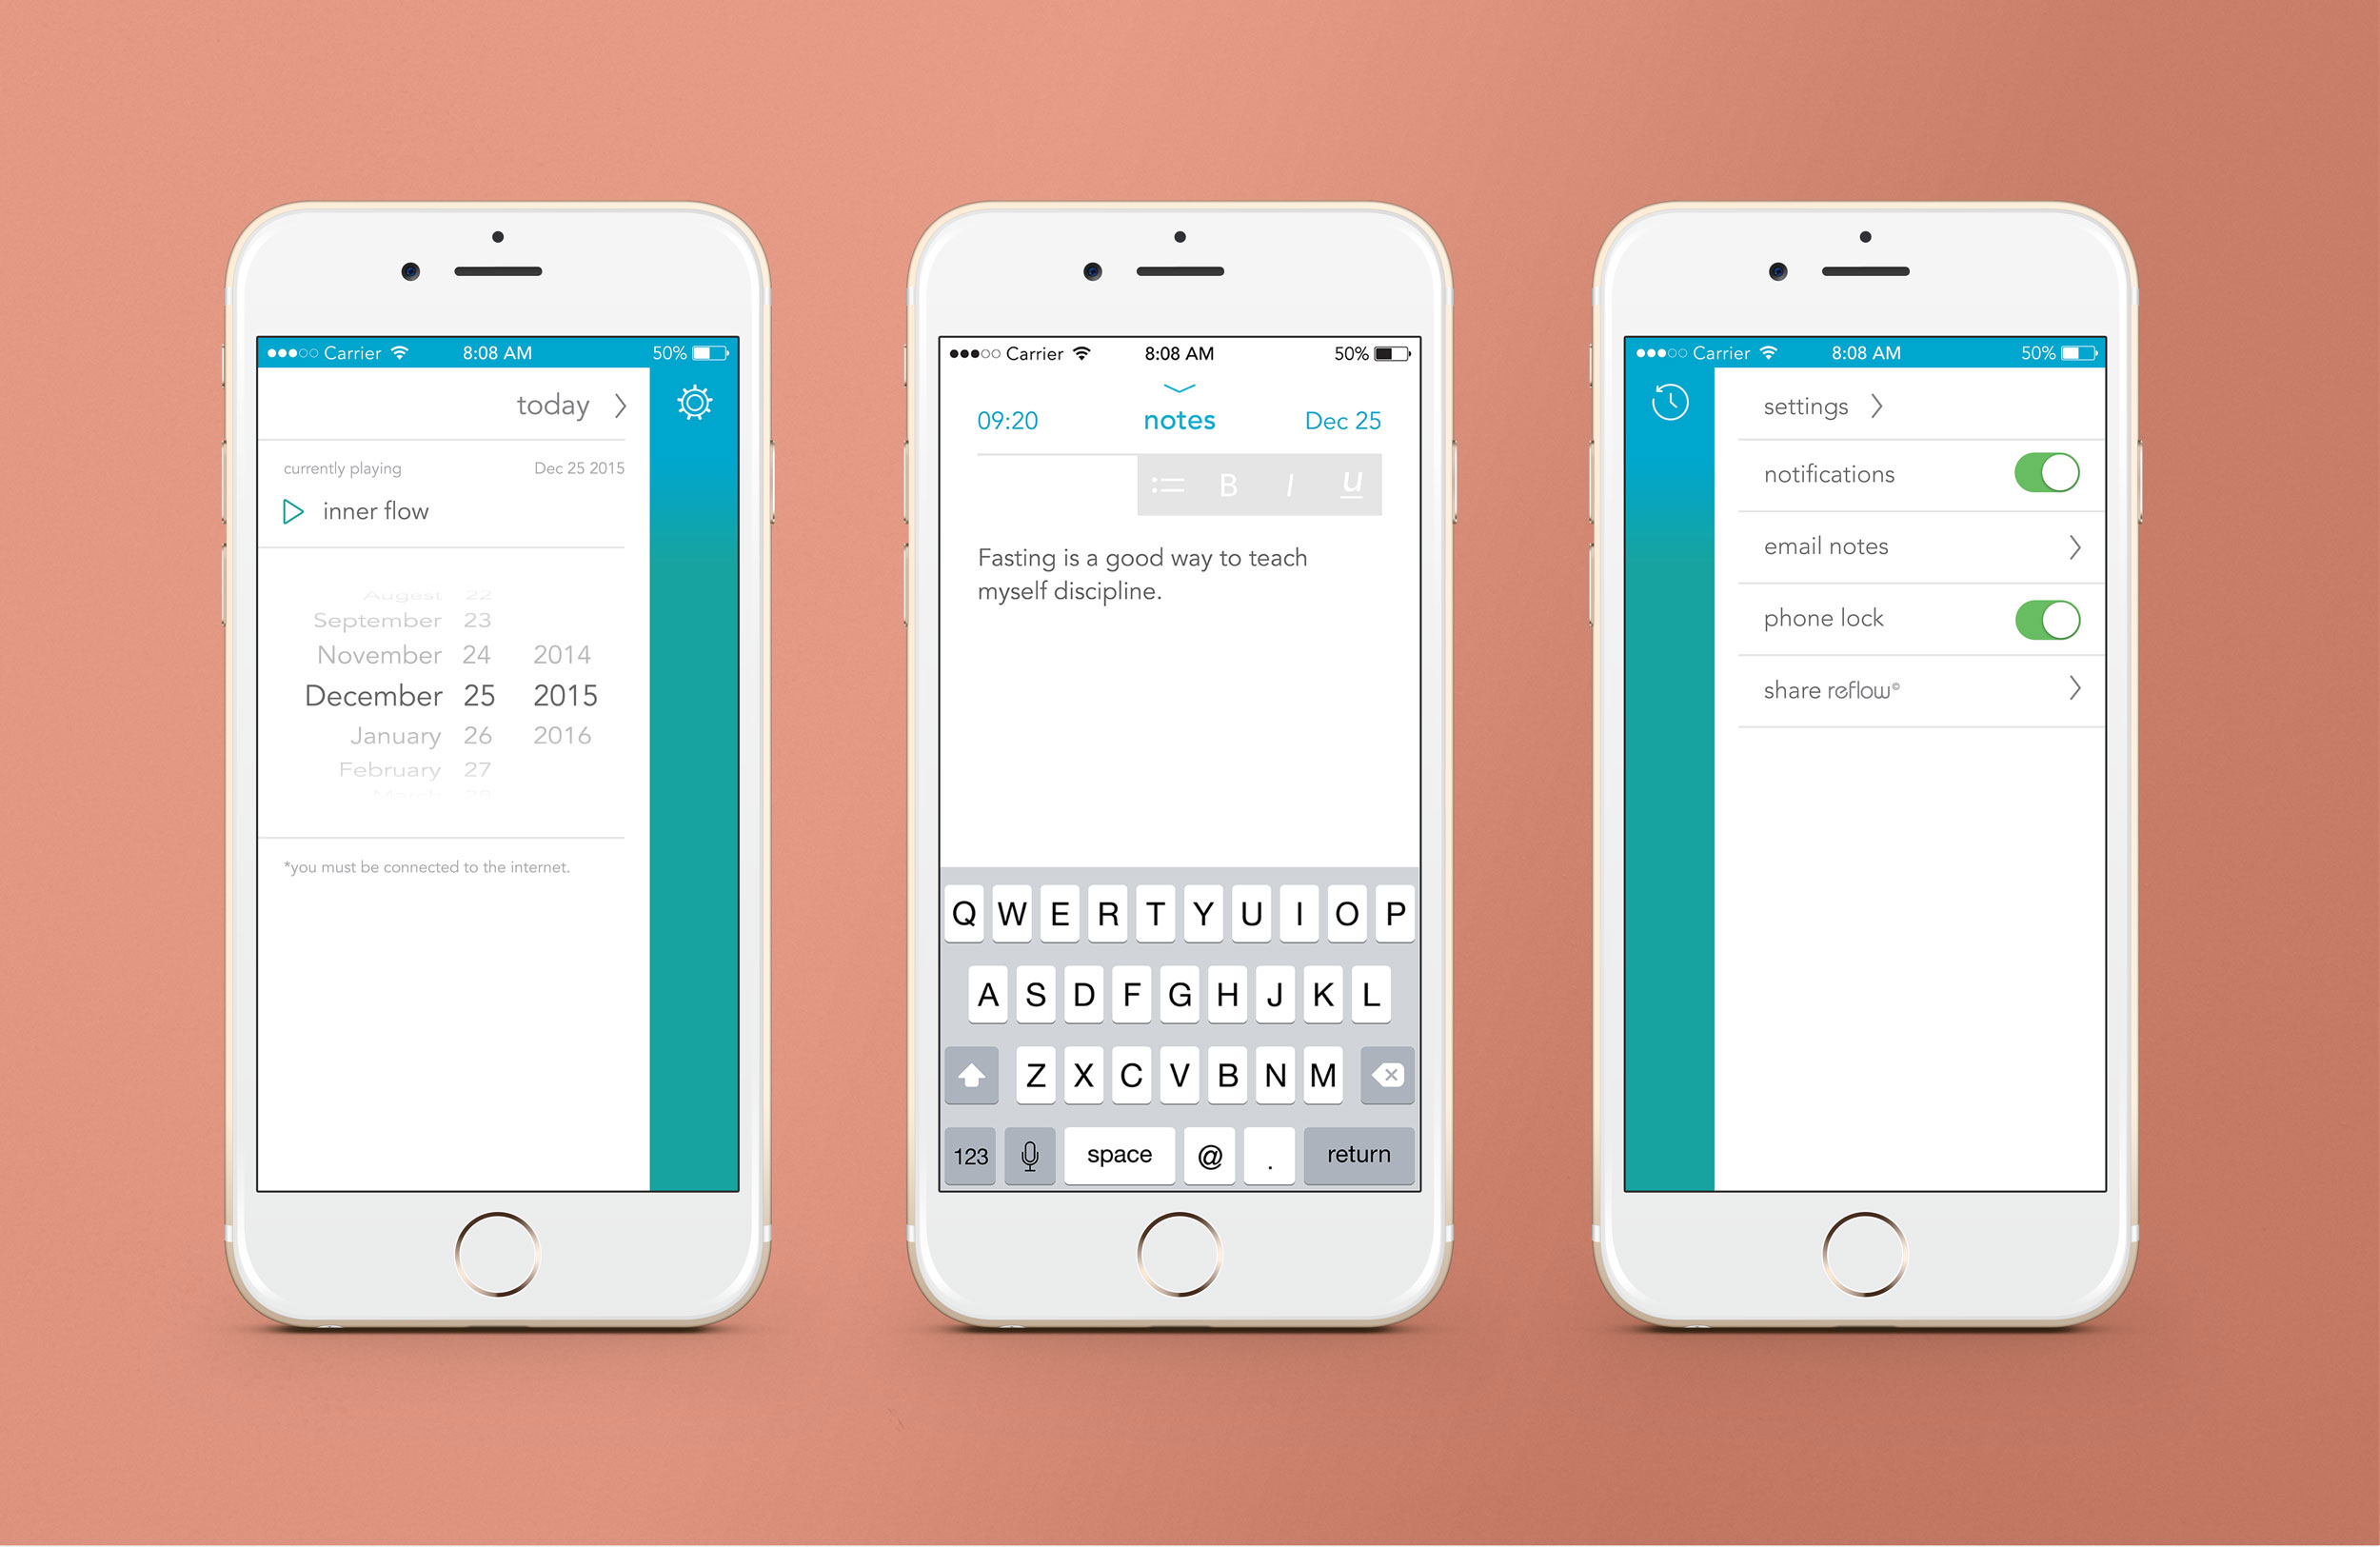 Carrier 8:08 AM 50%
today
currently playing Dec 25 2015
inner flow
Augest 22
September 23
November 24 2014
December 25 2015
January 26 2016
February 27
March 28
*you must be connected to the internet.
Carrier 8:08 AM 50%
09:20 notes Dec 25
B I u
Fasting is a good way to teach
myself discipline.
Q W E R T Y U I O P
A S D F G H J K L
Z X C V B N M
123 space @ . return
Carrier 8:08 AM 50%
settings
notifications
email notes
phone lock
share reflow©